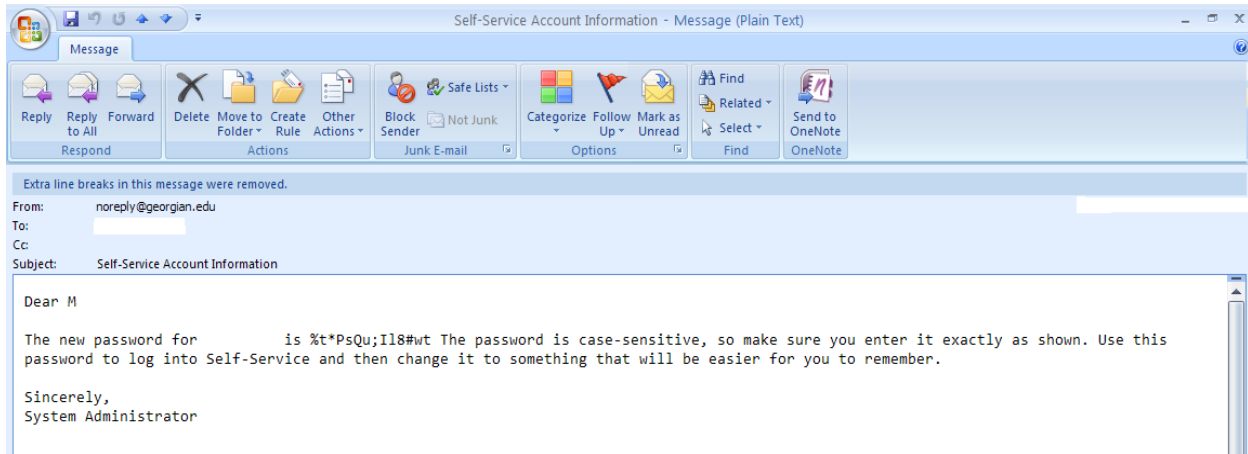 Self-Service Account Information - Message (Plain Text)
Message
Reply Reply to All Forward
Respond
Delete Move to Folder Create Rule Other Actions
Actions
Block Sender Safe Lists Not Junk
Junk E-mail
Categorize Follow Up Mark as Unread
Options
Find Related Select
Find
Send to OneNote
OneNote
Extra line breaks in this message were removed.
From: noreply@georgian.edu
To:
Cc:
Subject: Self-Service Account Information
Dear M
The new password for is %t*PsQu;Il8#wt The password is case-sensitive, so make sure you enter it exactly as shown. Use this
password to log into Self-Service and then change it to something that will be easier for you to remember.
Sincerely,
System Administrator